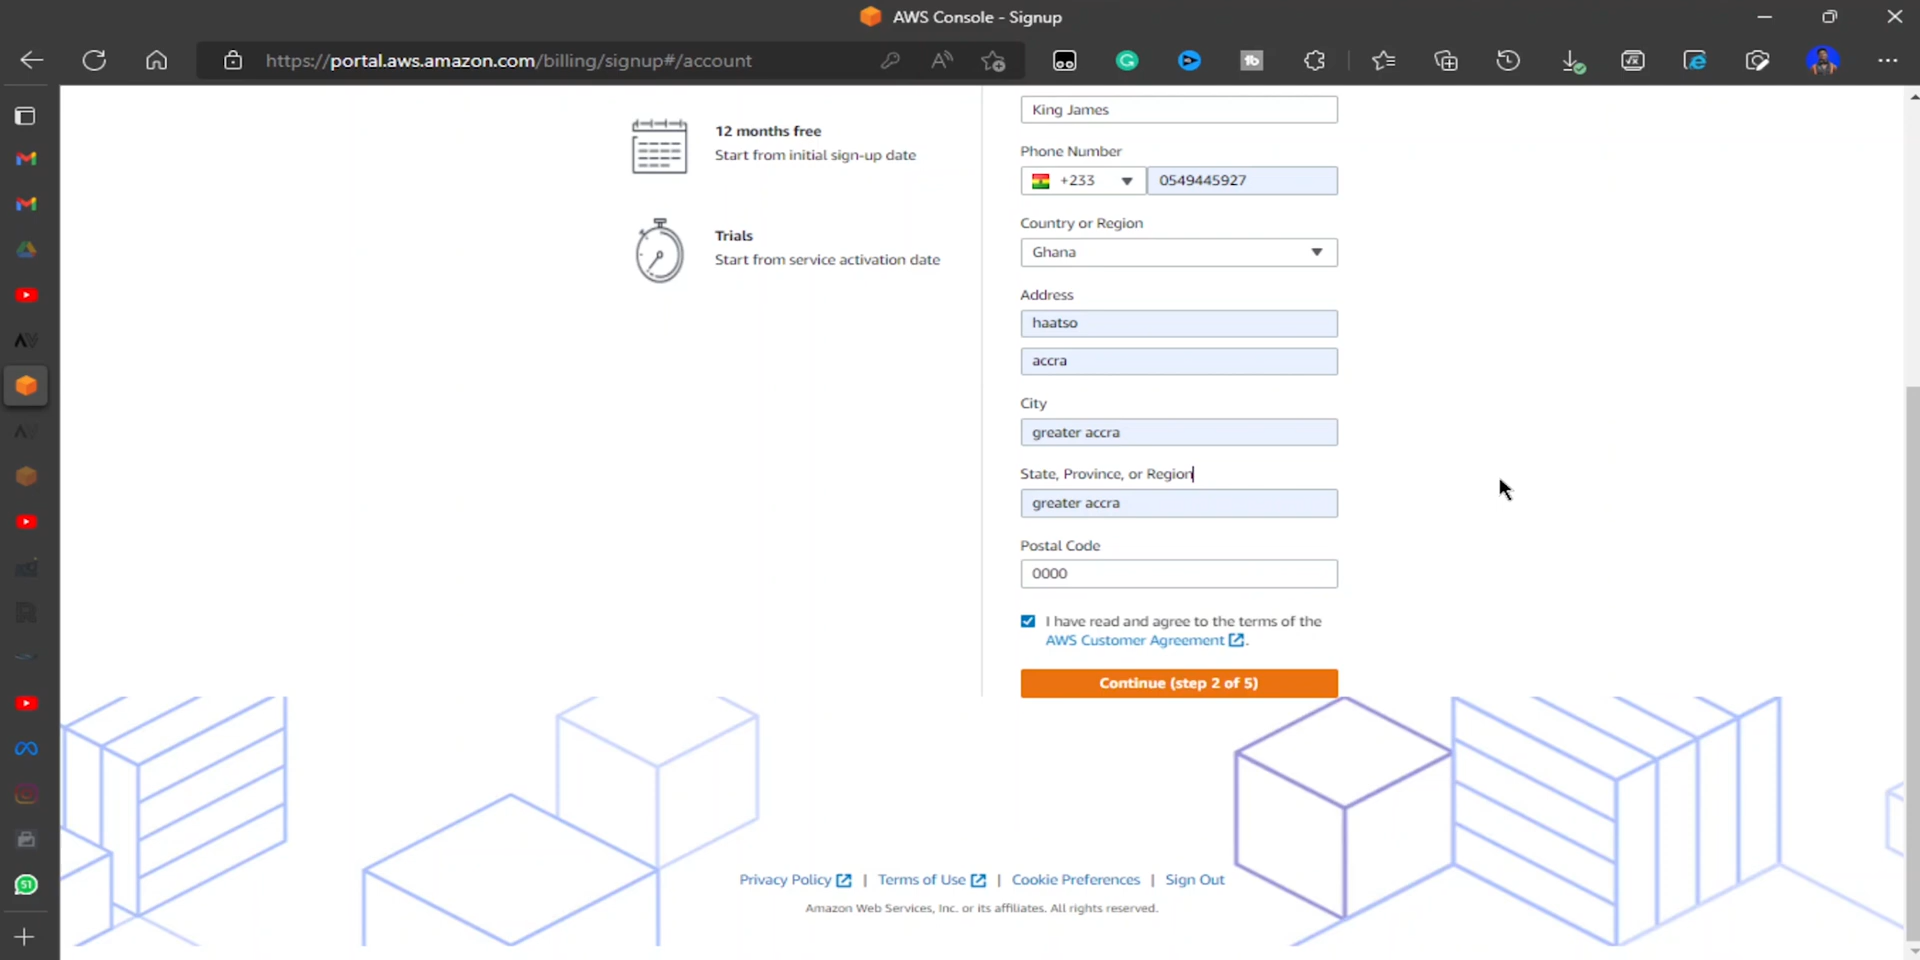 AWS Console - Signup
https://portal.aws.amazon.com/billing/signup#/account
King James
12 months free
Start from initial sign-up date
Phone Number
+233
0549445927
Country or Region
Trials
Ghana
Start from service activation date
Address
haatso
accra
City
greater accra
State, Province, or Region
greater accra
Postal Code
0000
I have read and agree to the terms of the
AWS Customer Agreement.
Continue (step 2 of 5)
Privacy Policy | Terms of Use | Cookie Preferences | Sign Out
Amazon Web Services, Inc. or its affiliates. All rights reserved.
51